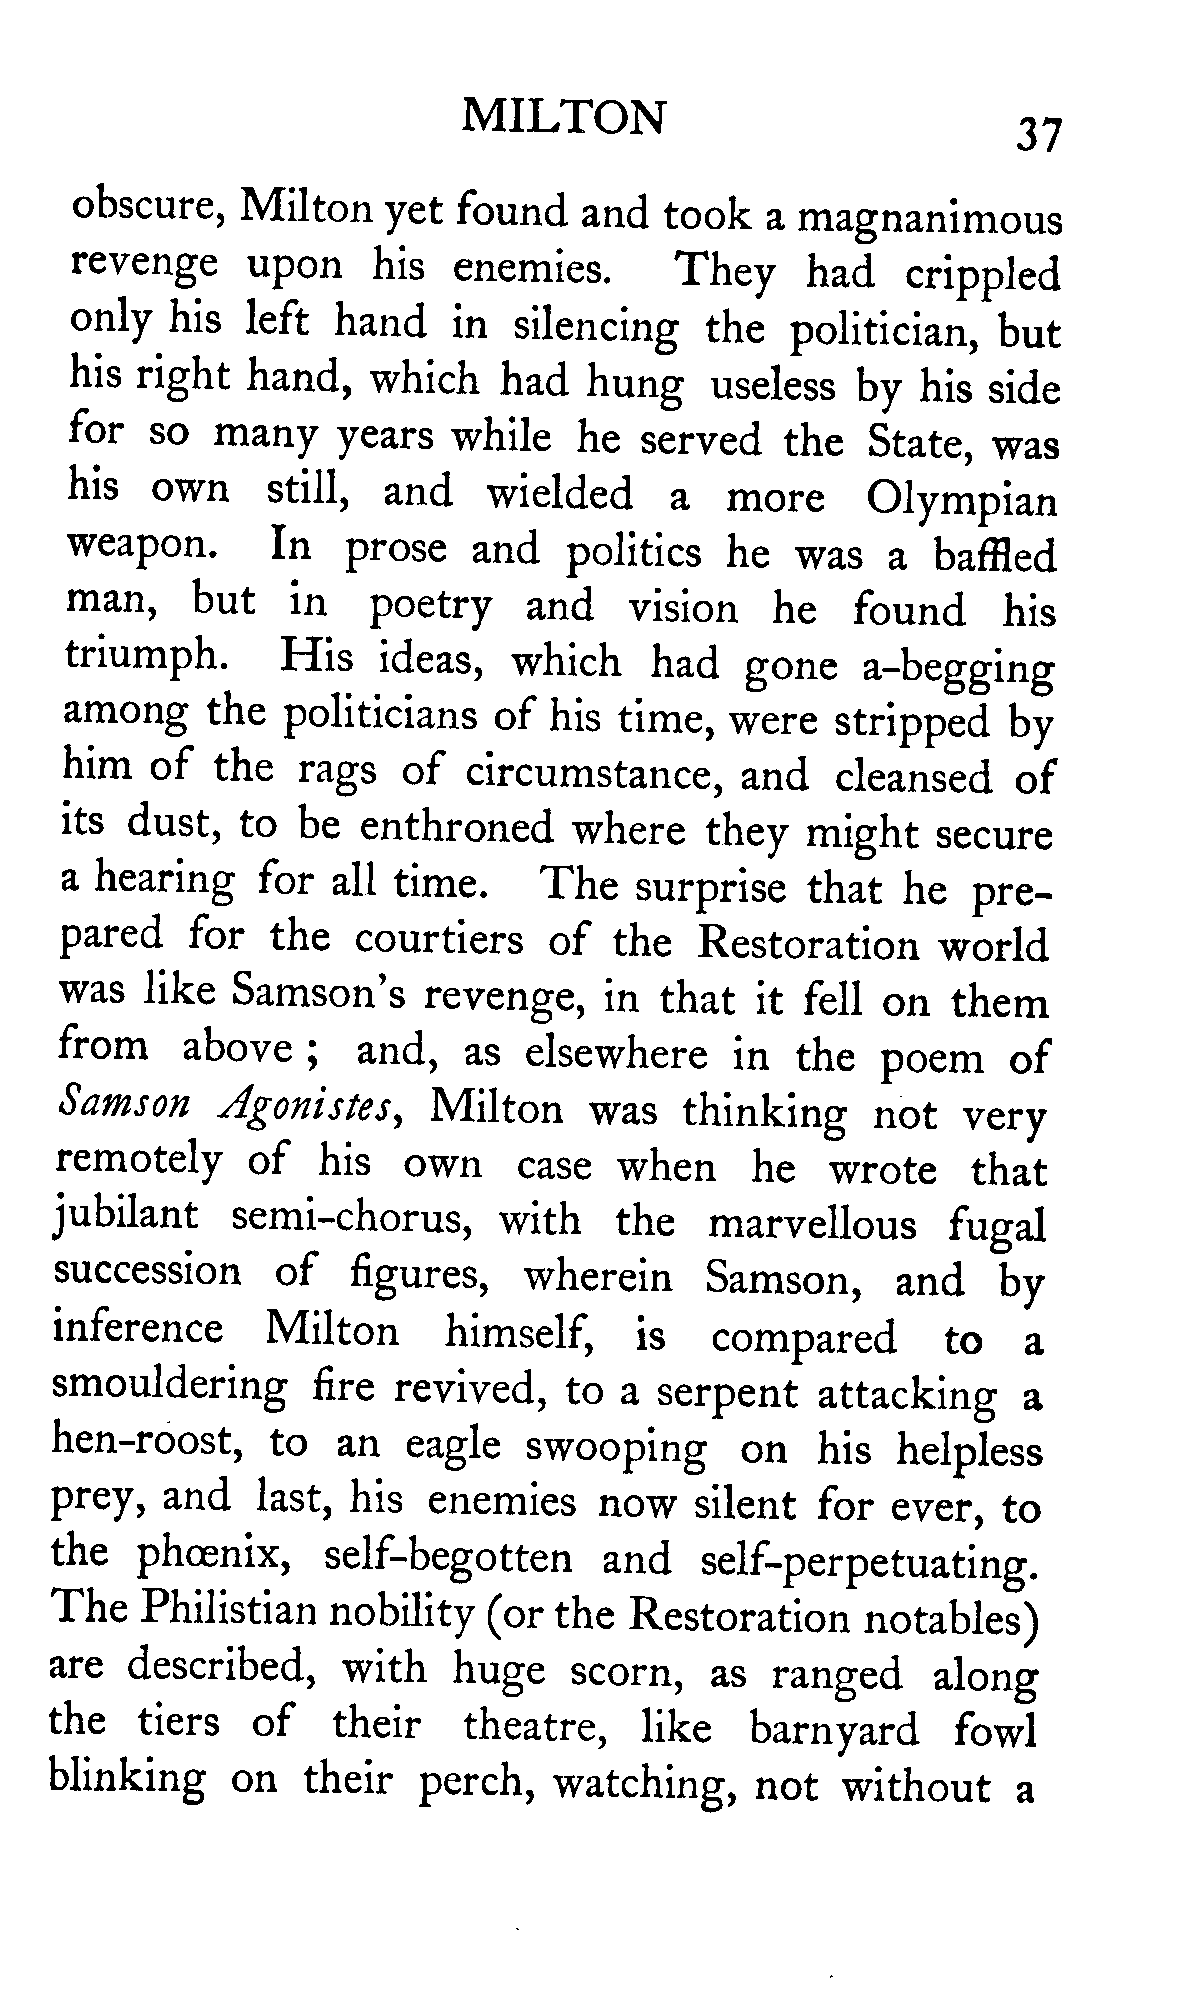 MILTON
37
obscure, Milton yet found and took a magnanimous
revenge upon his enemies. They had crippled
only his left hand in silencing the politician, but
his right hand, which had hung useless by his side
for so many years while he served the State, was
his own still, and wielded a more Olympian
weapon. In prose and politics he was a baffled
man, but in poetry and vision he found his
triumph. His ideas, which had gone a-begging
among the politicians of his time, were stripped by
him of the rags of circumstance, and cleansed of
its dust, to be enthroned where they might secure
a hearing for all time. The surprise that he pre-
pared for the courtiers of the Restoration world
was like Samson's revenge, in that it fell on them
from above ; and, as elsewhere in the poem of
Samson Agonistes, Milton was thinking not very
remotely of his own case when he wrote that
jubilant semi-chorus, with the marvellous fugal
succession of figures, wherein Samson, and by
inference Milton himself, is compared to a
smouldering fire revived, to a serpent attacking a
hen-roost, to an eagle swooping on his helpless
prey, and last, his enemies now silent for ever, to
the phœnix, self-begotten and self-perpetuating.
The Philistian nobility (or the Restoration notables)
are described, with huge scorn, as ranged along
the tiers of their theatre, like barnyard fowl
blinking on their perch, watching, not without a